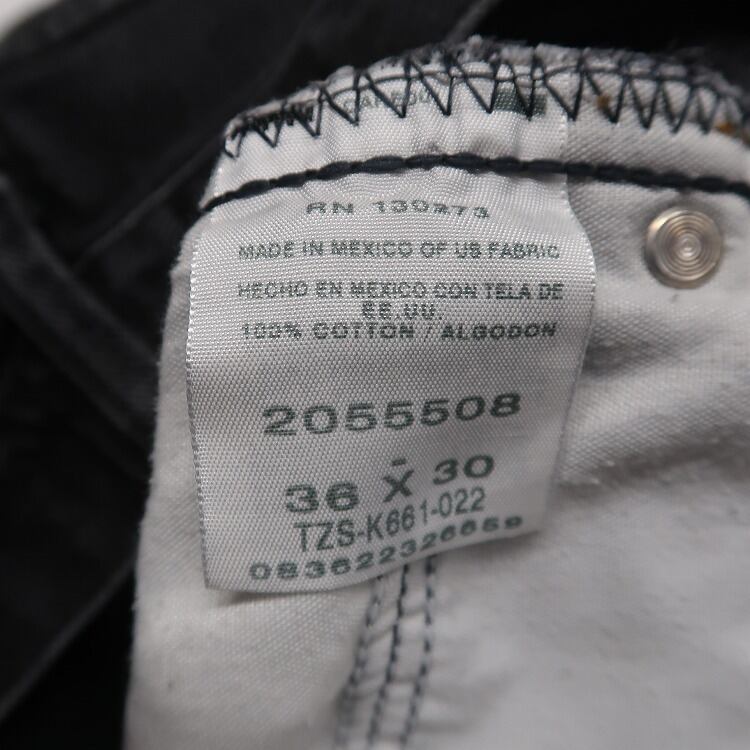 RN 130273
MADE IN MEXICO OF US FABRIC
HECHO EN MEXICO CON TELA DE
EE.UU.
100% COTTON / ALGODON
2055508
36 X 30
TZS-K661-022
083622326659